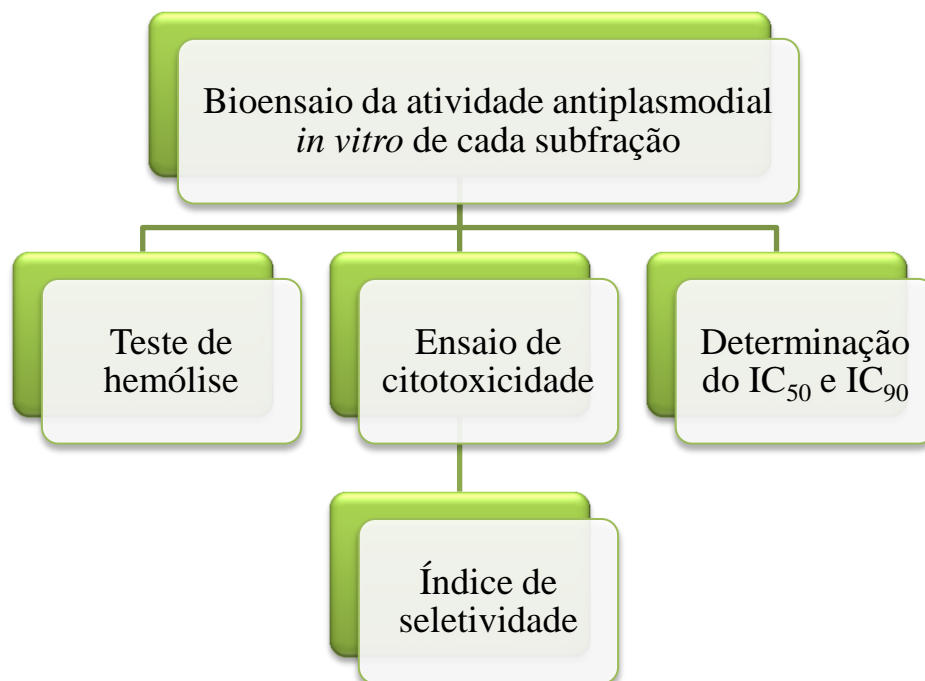 Bioensaio da atividade antiplasmodial
in vitro de cada subfração
Teste de
hemólise
Ensaio de
citotoxicidade
Determinação
do IC₅₀ e IC₉₀
Índice de
seletividade